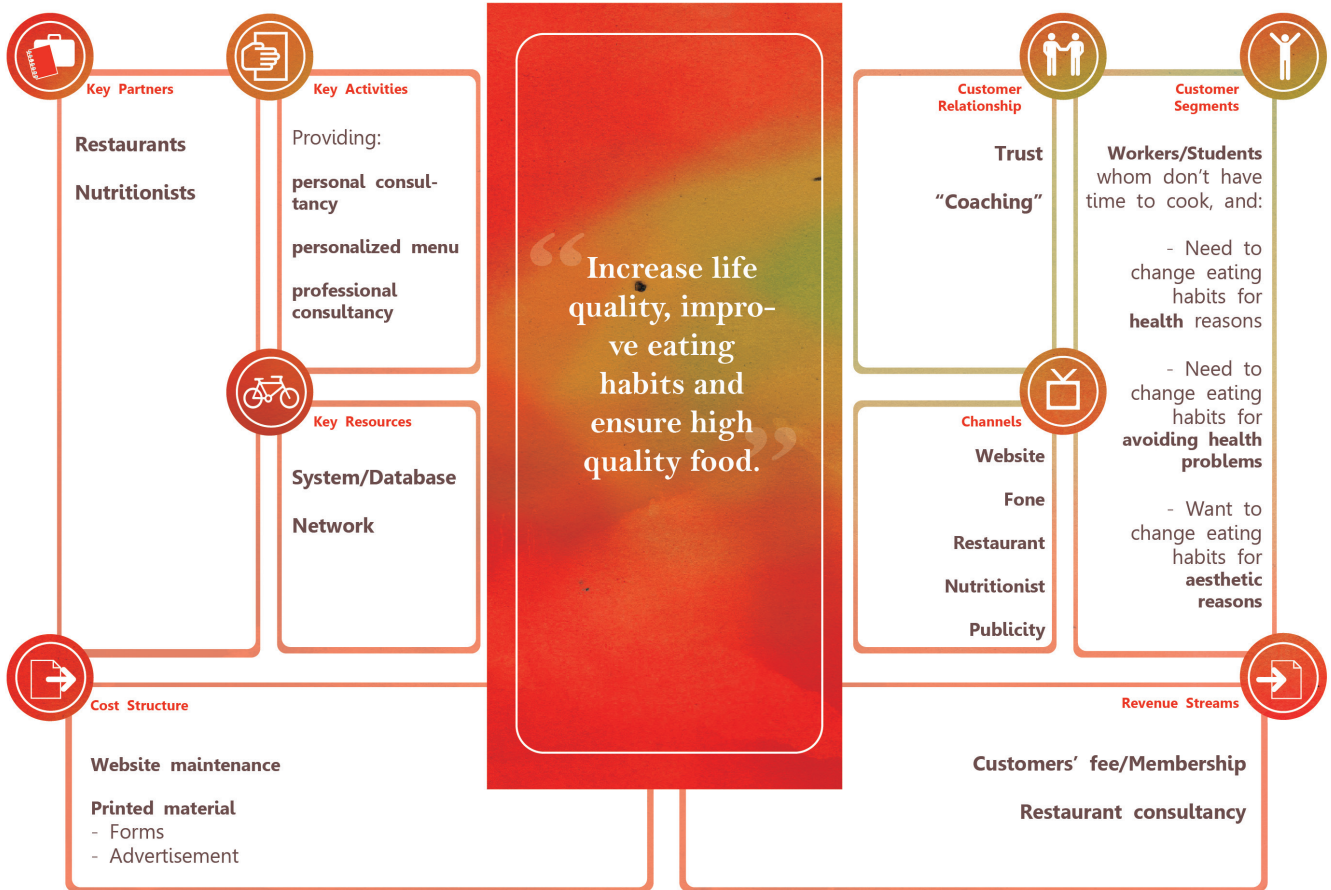 Key Partners
Restaurants
Nutritionists
Key Activities
Providing:
personal consul-
tancy
personalized menu
professional
consultancy
Key Resources
System/Database
Network
“
Increase life
quality, impro-
ve eating
habits and
ensure high
quality food.
”
Customer
Relationship
Trust
“Coaching”
Channels
Website
Fone
Restaurant
Nutritionist
Publicity
Customer
Segments
Workers/Students
whom don’t have
time to cook, and:
- Need to
change eating
habits for
health reasons
- Need to
change eating
habits for
avoiding health
problems
- Want to
change eating
habits for
aesthetic
reasons
Cost Structure
Website maintenance
Printed material
- Forms
- Advertisement
Revenue Streams
Customers’ fee/Membership
Restaurant consultancy